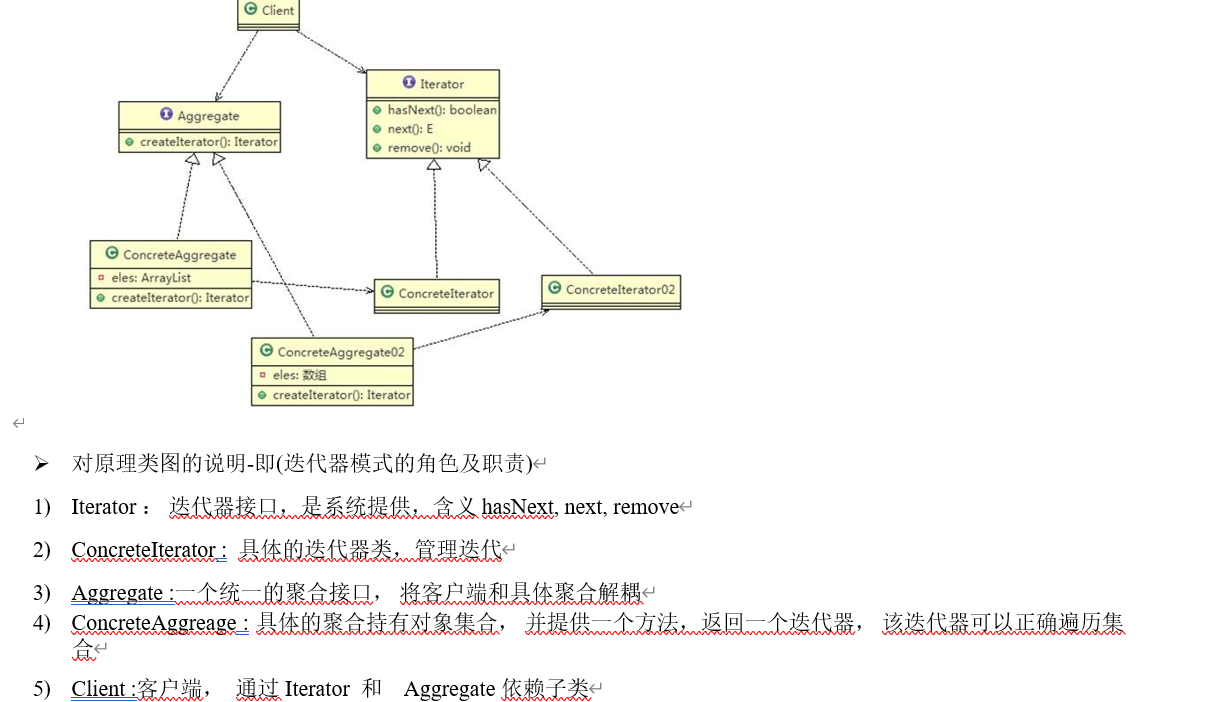 Client
Iterator
hasNext(): boolean
next(): E
remove(): void
Aggregate
createIterator(): Iterator
ConcreteAggregate
eles: ArrayList
createIterator(): Iterator
ConcreteIterator
ConcreteIterator02
ConcreteAggregate02
eles: 数组
createIterator(): Iterator
对原理类图的说明-即(迭代器模式的角色及职责)
1) Iterator： 迭代器接口，是系统提供，含义 hasNext, next, remove
2) ConcreteIterator : 具体的迭代器类，管理迭代
3) Aggregate :一个统一的聚合接口， 将客户端和具体聚合解耦
4) ConcreteAggreage : 具体的聚合持有对象集合， 并提供一个方法，返回一个迭代器， 该迭代器可以正确遍历集
合
5) Client :客户端， 通过 Iterator 和 Aggregate 依赖子类